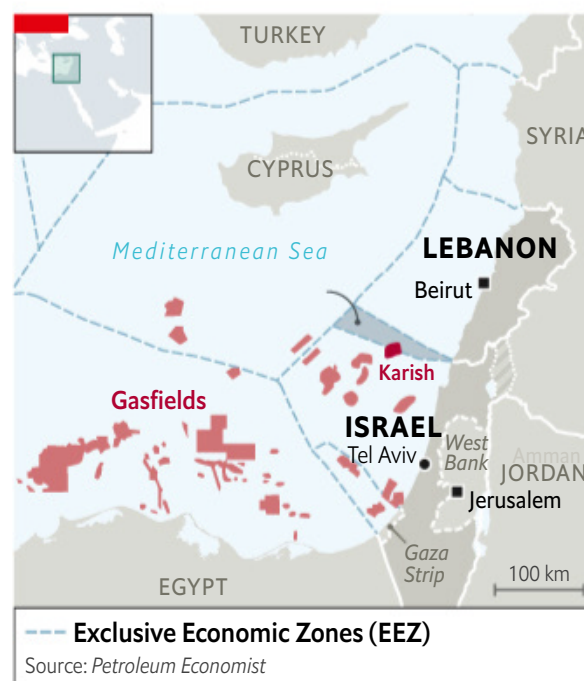 TURKEY
SYRIA
CYPRUS
Mediterranean Sea
LEBANON
Beirut
Karish
Gasfields
ISRAEL
Tel Aviv
West
Bank
Amman
JORDAN
Jerusalem
Gaza
Strip
EGYPT
100 km
Exclusive Economic Zones (EEZ)
Source: Petroleum Economist